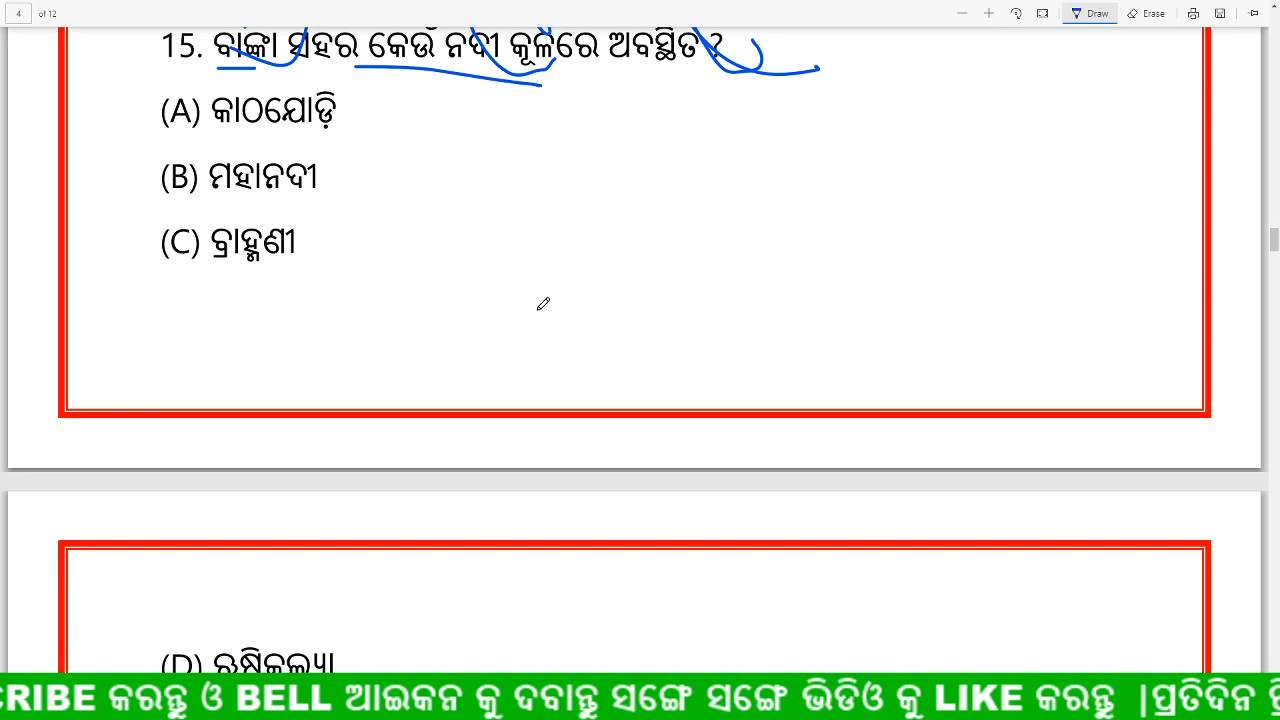 4 of 12 Draw Erase
15. ବାଙ୍କୀ ସହର କେଉଁ ନଦୀ କୂଳରେ ଅବସ୍ଥିତ ?
(A) କାଠଯୋଡ଼ି
(B) ମହାନଦୀ
(C) ବ୍ରାହ୍ମଣୀ
(D) ଋଷିକୁଲ୍ୟା
CRIBE କରନ୍ତୁ ଓ BELL ଆଇକନ କୁ ଦବାନ୍ତୁ ସଙ୍ଗେ ସଙ୍ଗେ ଭିଡିଓ କୁ LIKE କରନ୍ତୁ |ପ୍ରତିଦିନ